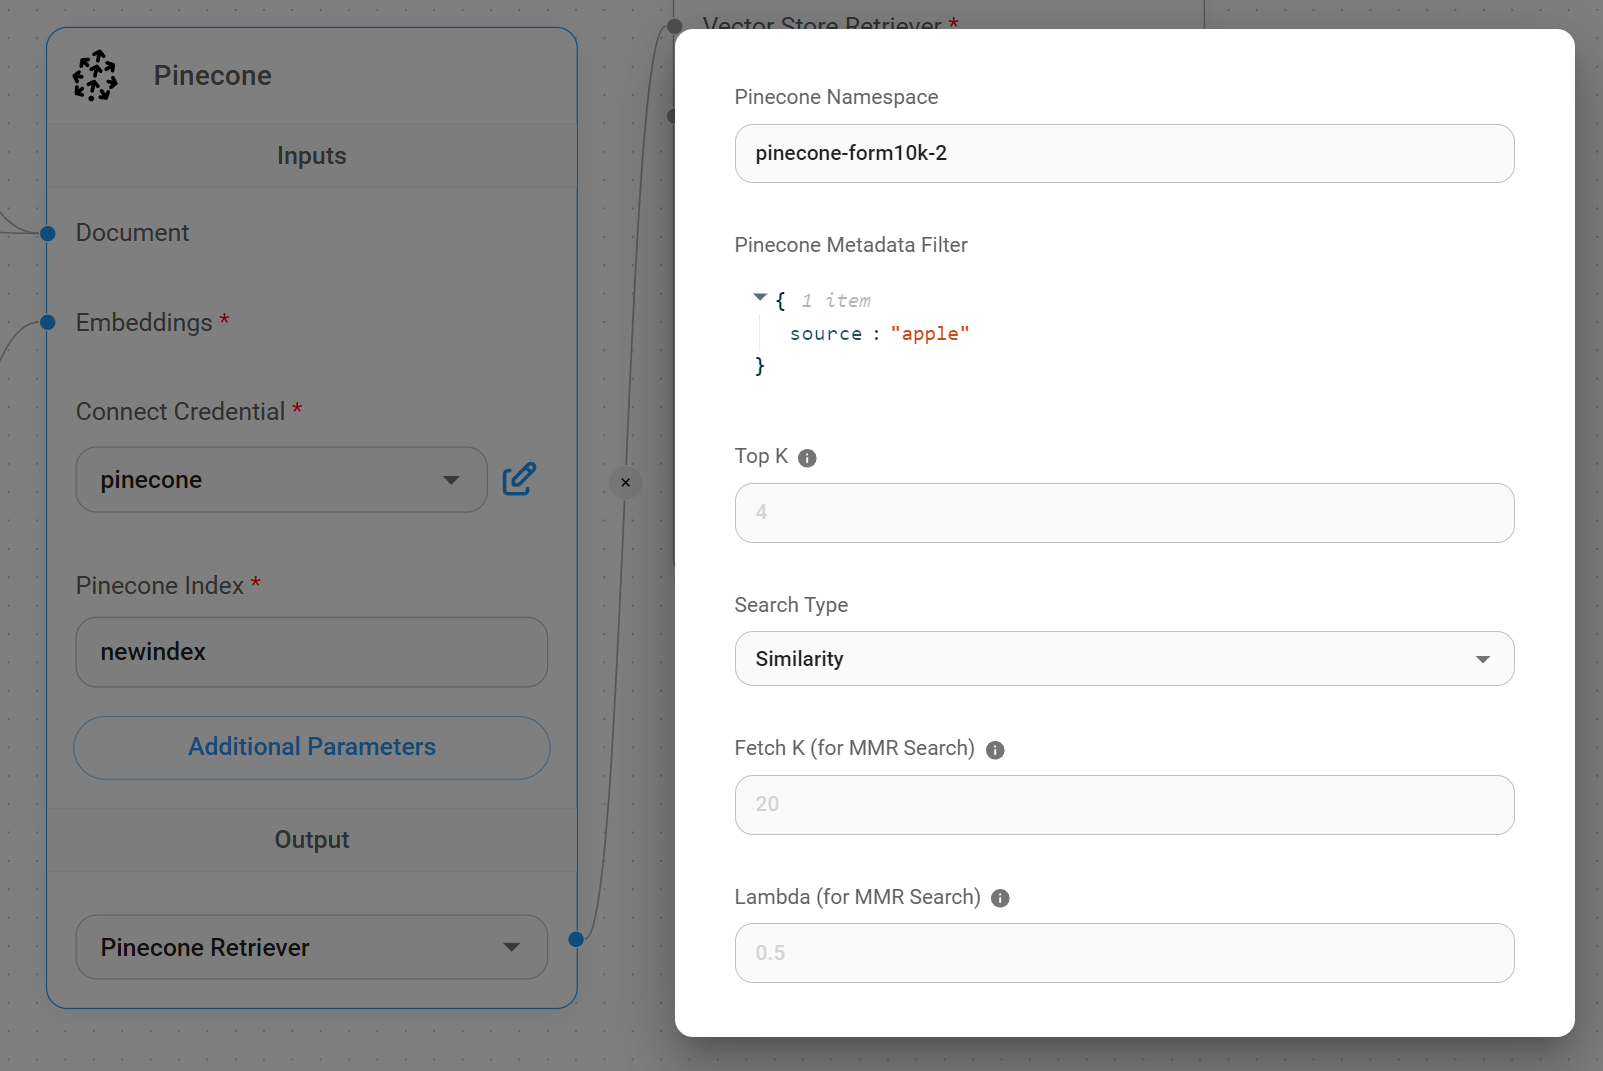 Pinecone
Inputs
Document
Embeddings *
Connect Credential *
pinecone
Pinecone Index *
newindex
Additional Parameters
Output
Pinecone Retriever
Vector Store Retriever *
Pinecone Namespace
pinecone-form10k-2
Pinecone Metadata Filter
{ 1 item
source : "apple"
}
Top K
4
Search Type
Similarity
Fetch K (for MMR Search)
20
Lambda (for MMR Search)
0.5